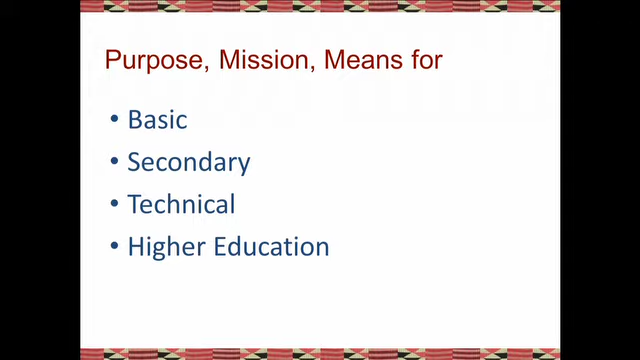 Purpose, Mission, Means for
• Basic
• Secondary
• Technical
• Higher Education